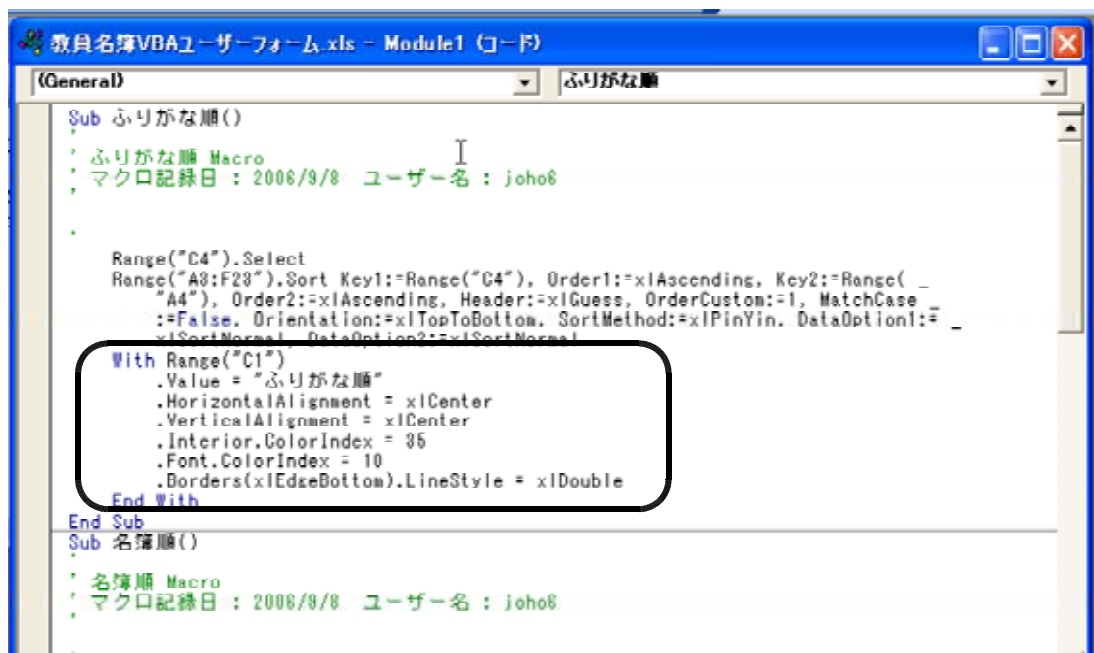 教員名簿VBAユーザーフォーム.xls - Module1 (コード)
(General) ふりがな順
Sub ふりがな順()
'
' ふりがな順 Macro
' マクロ記録日 : 2006/9/8 ユーザー名 : joho6
'
'
Range("C4").Select
Range("A3:F23").Sort Key1:=Range("C4"), Order1:=xlAscending, Key2:=Range( _
"A4"), Order2:=xlAscending, Header:=xlGuess, OrderCustom:=1, MatchCase _
:=False, Orientation:=xlTopToBottom, SortMethod:=xlPinYin, DataOption1:= _
xlSortNormal, DataOption2:=xlSortNormal
With Range("C1")
.Value = "ふりがな順"
.HorizontalAlignment = xlCenter
.VerticalAlignment = xlCenter
.Interior.ColorIndex = 35
.Font.ColorIndex = 10
.Borders(xlEdgeBottom).LineStyle = xlDouble
End With
End Sub
Sub 名簿順()
'
' 名簿順 Macro
' マクロ記録日 : 2006/9/8 ユーザー名 : joho6
'